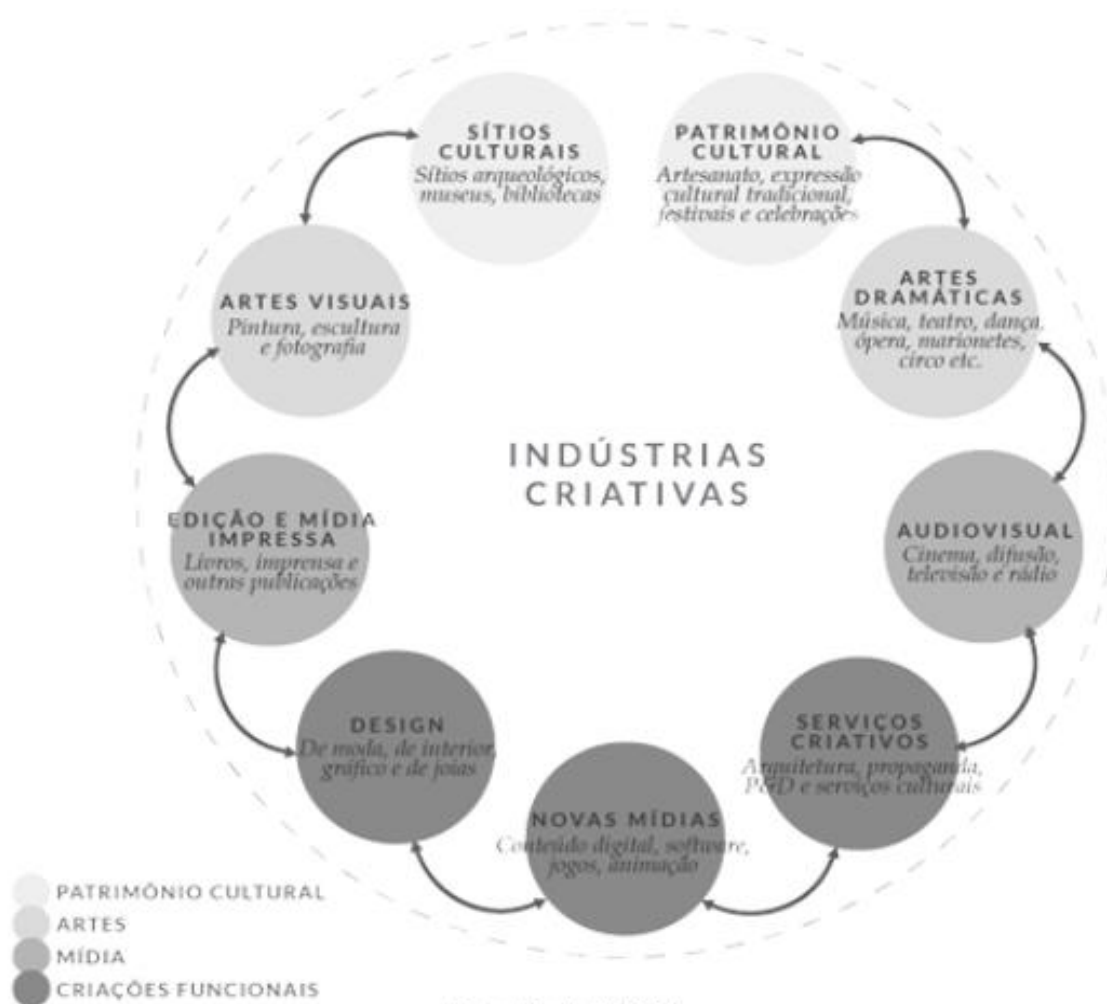 SÍTIOS
CULTURAIS
Sítios arqueológicos,
museus, bibliotecas
PATRIMÔNIO
CULTURAL
Artesanato, expressão
cultural tradicional,
festivais e celebrações
ARTES VISUAIS
Pintura, escultura
e fotografia
ARTES
DRAMÁTICAS
Música, teatro, dança,
ópera, marionetes,
circo etc.
INDÚSTRIAS
CRIATIVAS
EDIÇÃO E MÍDIA
IMPRESSA
Livros, imprensa e
outras publicações
AUDIOVISUAL
Cinema, difusão,
televisão e rádio
DESIGN
De moda, de interior,
gráfico e de joias
SERVIÇOS
CRIATIVOS
Arquitetura, propaganda,
P&D e serviços culturais
NOVAS MÍDIAS
Conteúdo digital, software,
jogos, animação
PATRIMÔNIO CULTURAL
ARTES
MÍDIA
CRIAÇÕES FUNCIONAIS